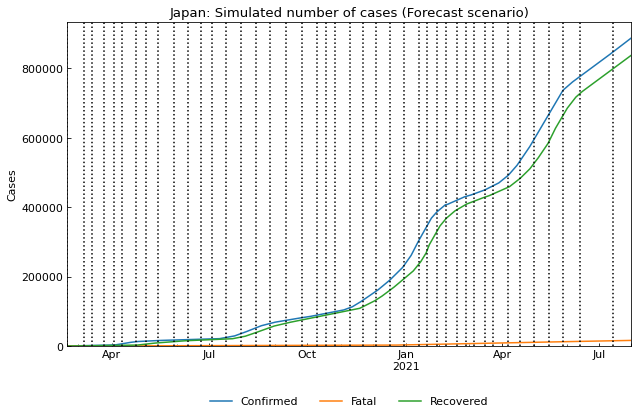 Japan: Simulated number of cases (Forecast scenario)
Cases
800000
600000
400000
200000
0
Apr Jul Oct Jan Apr Jul
2021
Confirmed Fatal Recovered